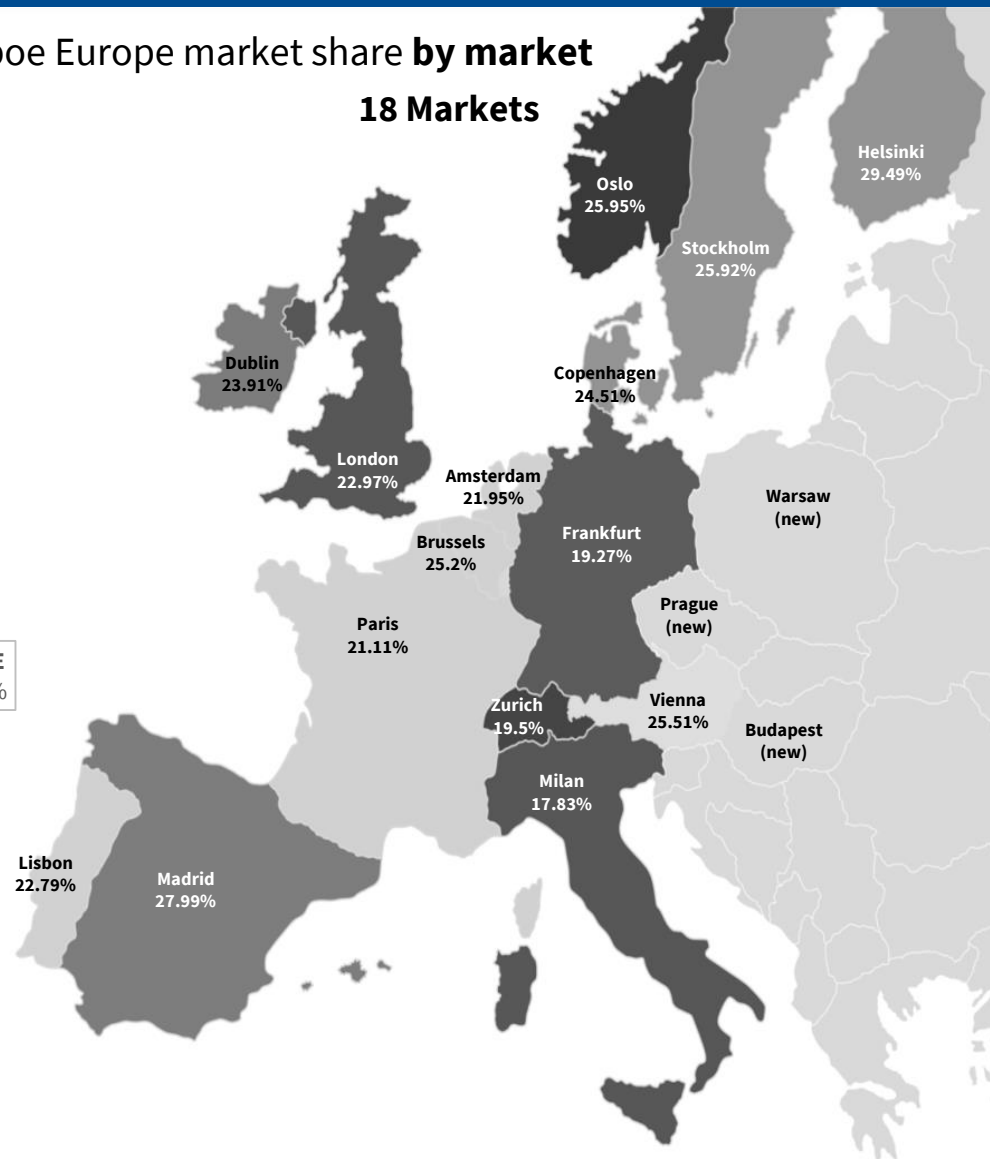 oe Europe market share by market
18 Markets
Helsinki
29.49%
Oslo
25.95%
Stockholm
25.92%
Dublin
23.91%
Copenhagen
24.51%
London
22.97%
Amsterdam
21.95%
Warsaw
(new)
Frankfurt
19.27%
Brussels
25.2%
Prague
(new)
Paris
21.11%
E
%
Vienna
25.51%
Zurich
19.5%
Budapest
(new)
Milan
17.83%
Lisbon
22.79%
Madrid
27.99%